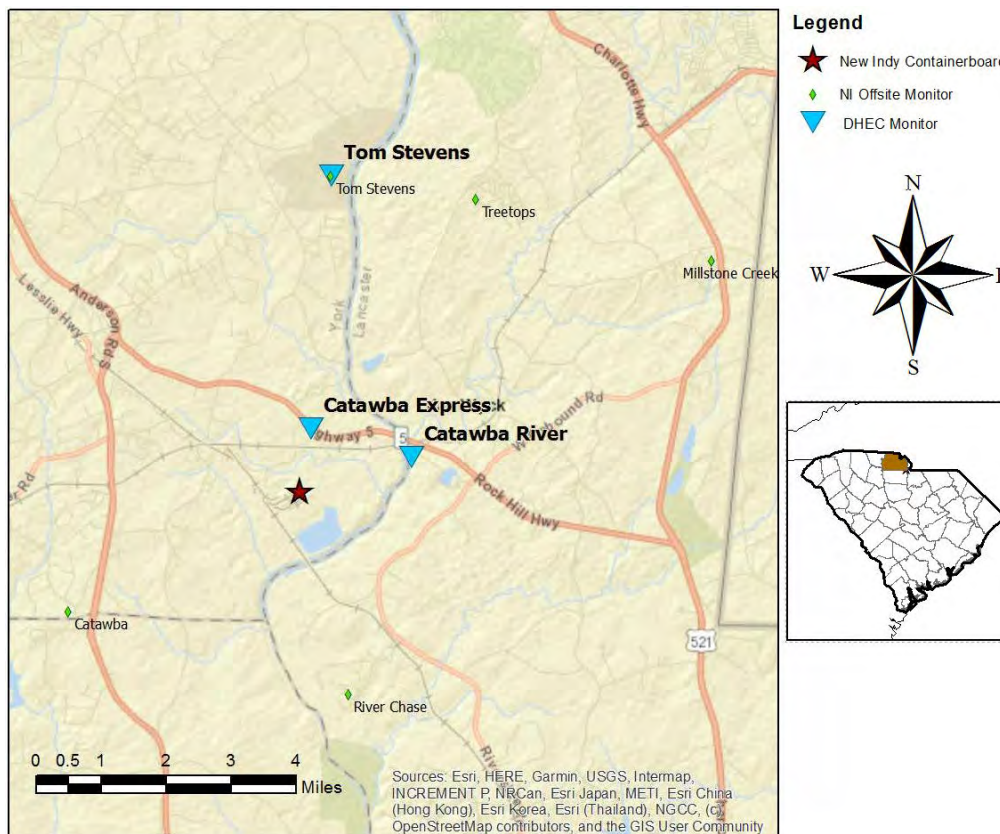 Legend
New Indy Containerboard
NI Offsite Monitor
DHEC Monitor
N
W
S
Charlotte Hwy
Tom Stevens
Tom Stevens
Treetops
Millstone Creek
Anderson Rd S
Lesslie Hwy
York
Lancaster
Catawba Express
ghway 5
5
Catawba River
Rock Hill Hwy
Rd
Catawba
River Chase
521
0 0.5 1 2 3 4
Miles
Sources: Esri, HERE, Garmin, USGS, Intermap,
INCREMENT P, NRCan, Esri Japan, METI, Esri China
(Hong Kong), Esri Korea, Esri (Thailand), NGCC, (c)
OpenStreetMap contributors, and the GIS User Community